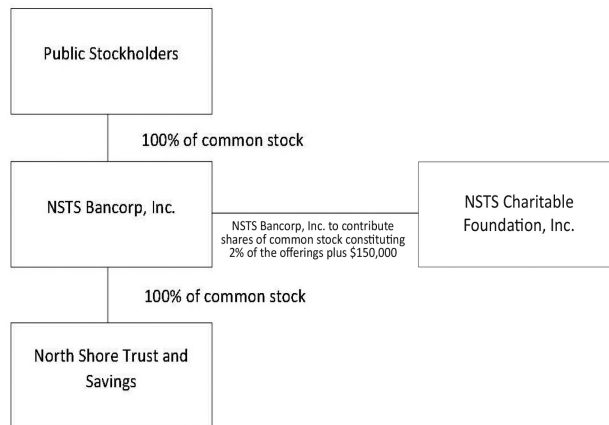 Public Stockholders
100% of common stock
NSTS Bancorp, Inc.
NSTS Charitable
Foundation, Inc.
NSTS Bancorp, Inc. to contribute
shares of common stock constituting
2% of the offerings plus $150,000
100% of common stock
North Shore Trust and
Savings